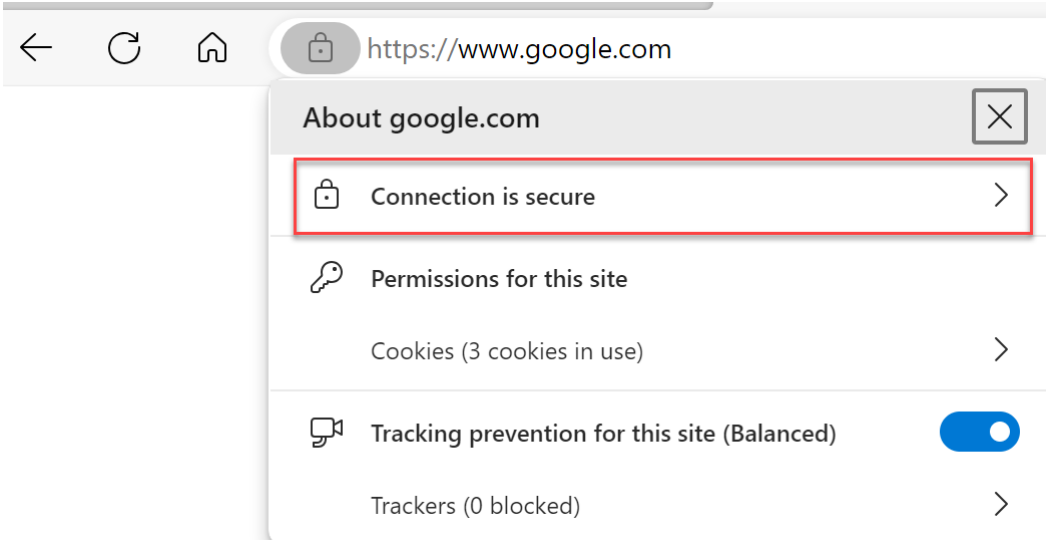 https://www.google.com
About google.com
Connection is secure
Permissions for this site
Cookies (3 cookies in use)
Tracking prevention for this site (Balanced)
Trackers (0 blocked)